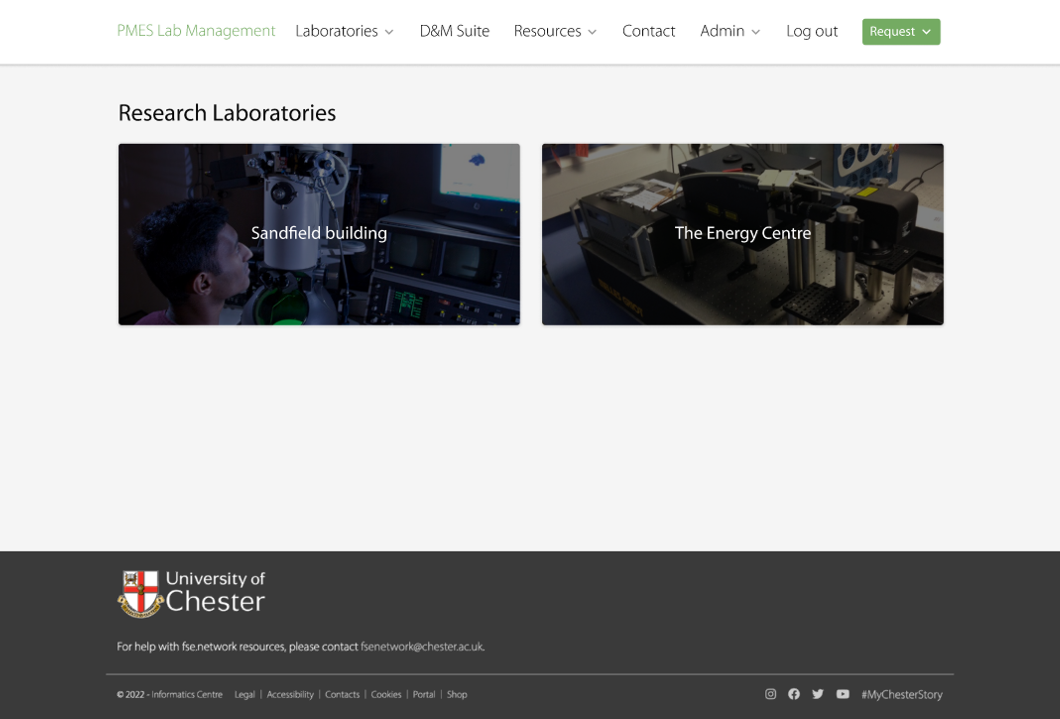 PMES Lab Management Laboratories D&M Suite Resources Contact Admin Log out Request
Research Laboratories
Sandfield building
The Energy Centre
University of
Chester
For help with fse.network resources, please contact fsenetwork@chester.ac.uk.
© 2022 - Informatics Centre Legal | Accessibility | Contacts | Cookies | Portal | Shop
#MyChesterStory